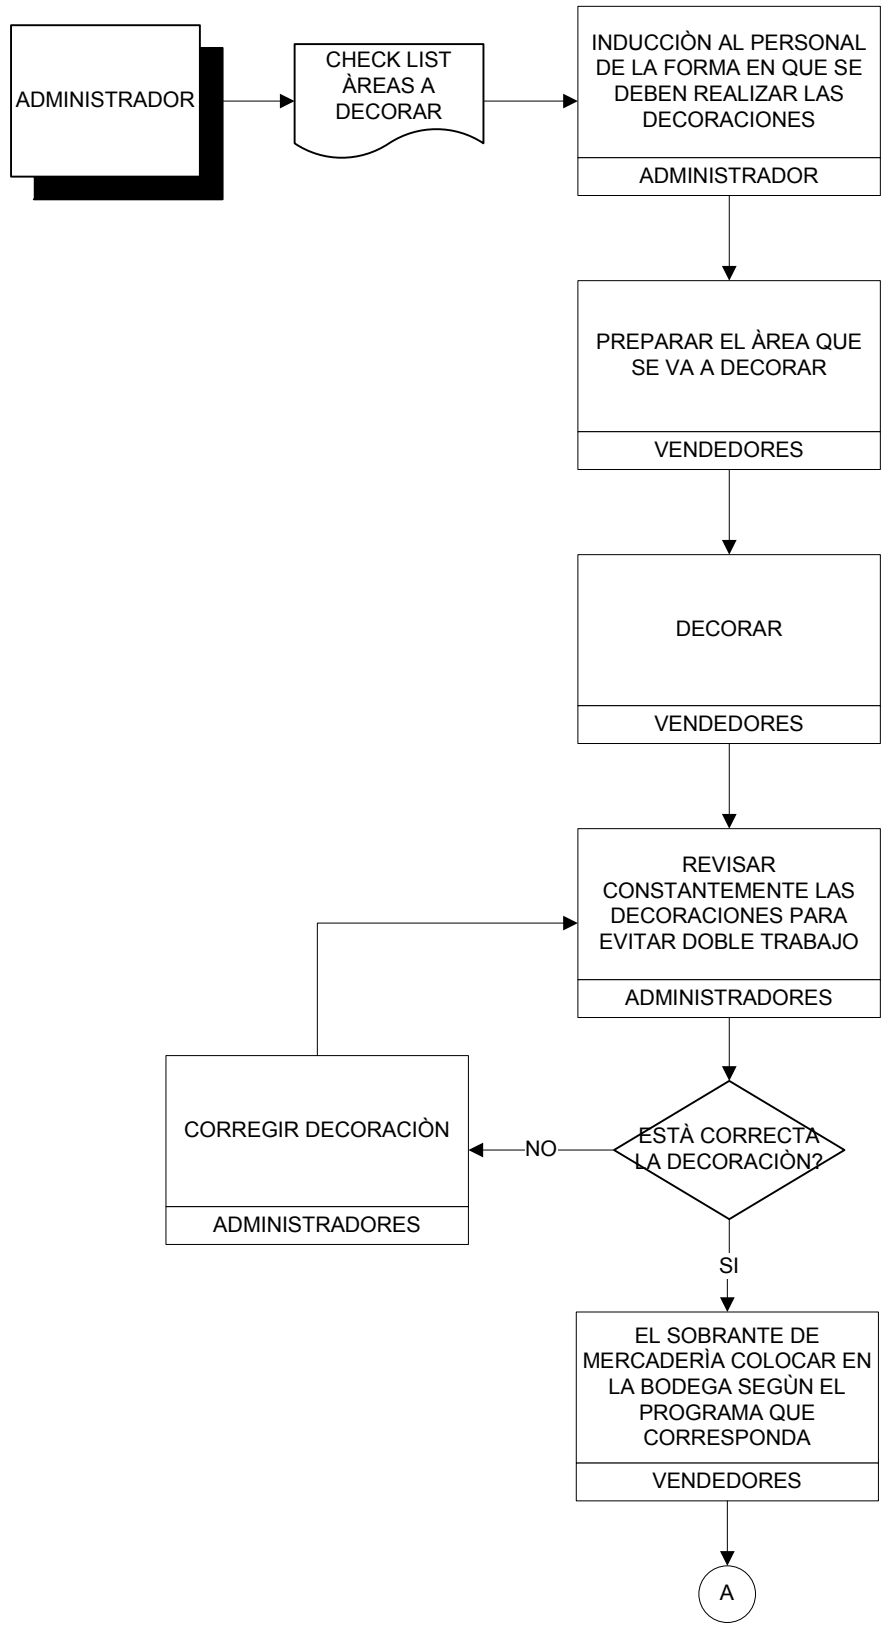 ADMINISTRADOR
CHECK LIST
ÀREAS A
DECORAR
INDUCCIÒN AL PERSONAL
DE LA FORMA EN QUE SE
DEBEN REALIZAR LAS
DECORACIONES
ADMINISTRADOR
PREPARAR EL ÀREA QUE
SE VA A DECORAR
VENDEDORES
DECORAR
VENDEDORES
REVISAR
CONSTANTEMENTE LAS
DECORACIONES PARA
EVITAR DOBLE TRABAJO
ADMINISTRADORES
ESTÀ CORRECTA
LA DECORACIÒN?
NO
CORREGIR DECORACIÒN
ADMINISTRADORES
SI
EL SOBRANTE DE
MERCADERÌA COLOCAR EN
LA BODEGA SEGÙN EL
PROGRAMA QUE
CORRESPONDA
VENDEDORES
A